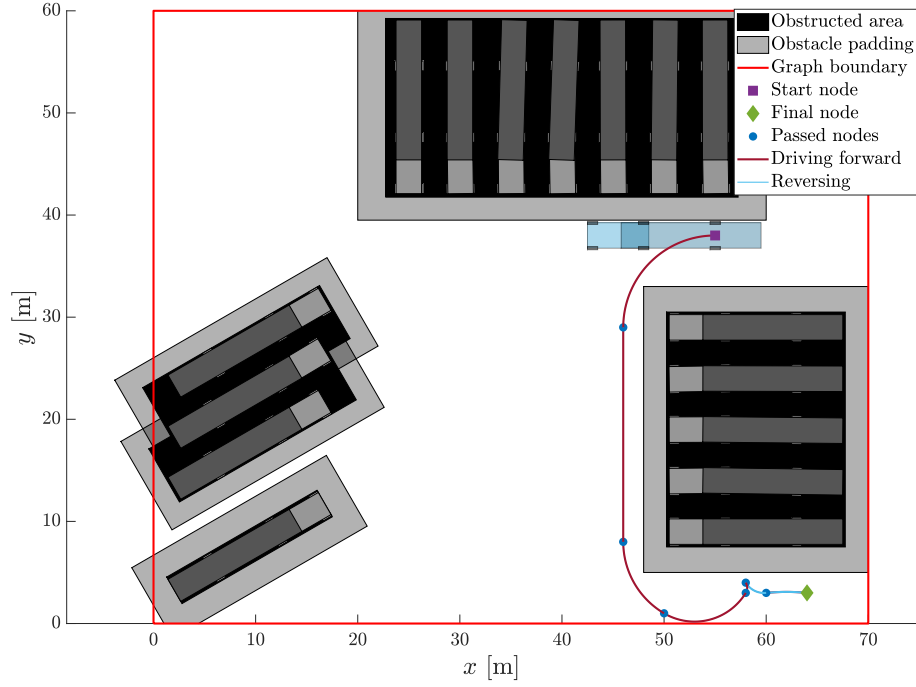 Obstructed area
Obstacle padding
Graph boundary
Start node
Final node
Passed nodes
Driving forward
Reversing
60
50
40
30
20
10
0
y [m]
0
10
20
30
40
50
60
70
x [m]